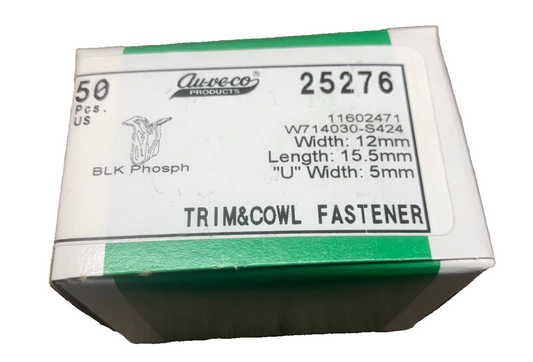 50
Pcs.
US
Au-ve-co®
PRODUCTS
25276
11602471
W714030-S424
Width: 12mm
Length: 15.5mm
"U" Width: 5mm
BLK Phosph
TRIM&COWL FASTENER